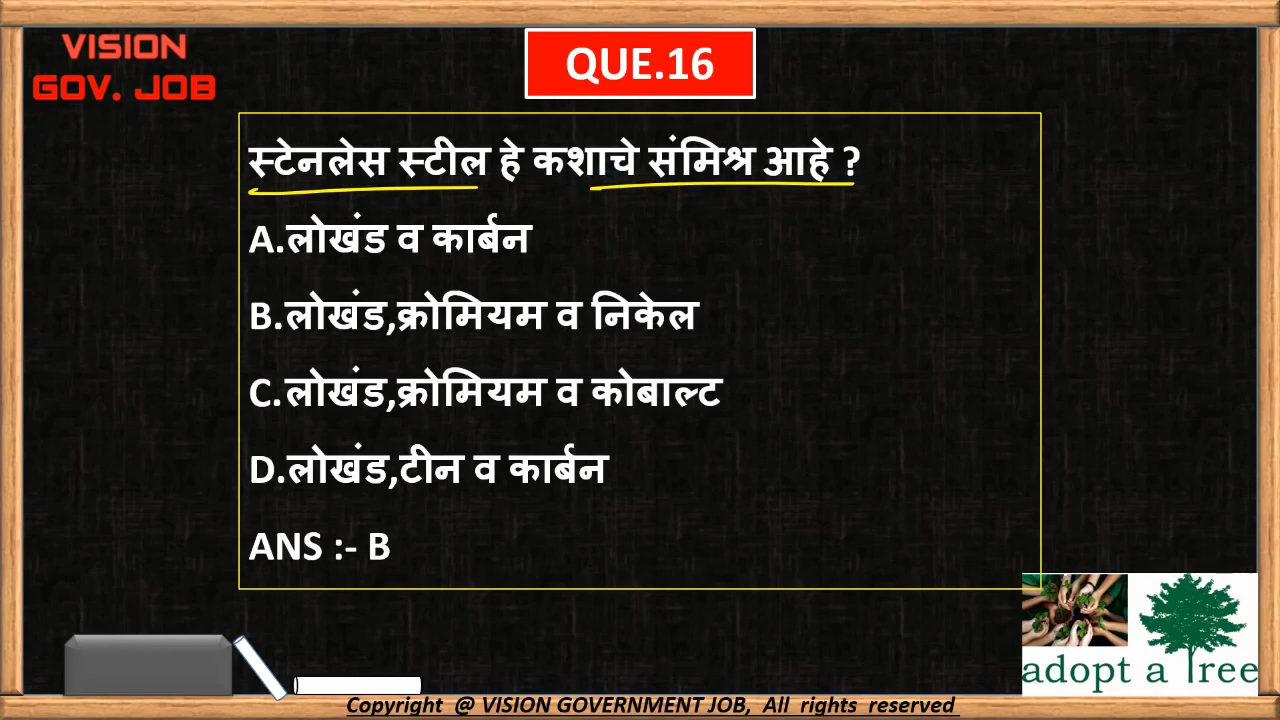 VISION
GOV. JOB
QUE.16
स्टेनलेस स्टील हे कशाचे संमिश्र आहे ?
A.लोखंड व कार्बन
B.लोखंड,क्रोमियम व निकेल
C.लोखंड,क्रोमियम व कोबाल्ट
D.लोखंड,टीन व कार्बन
ANS :- B
adopt a Tree
Copyright @ VISION GOVERNMENT JOB, All rights reserved